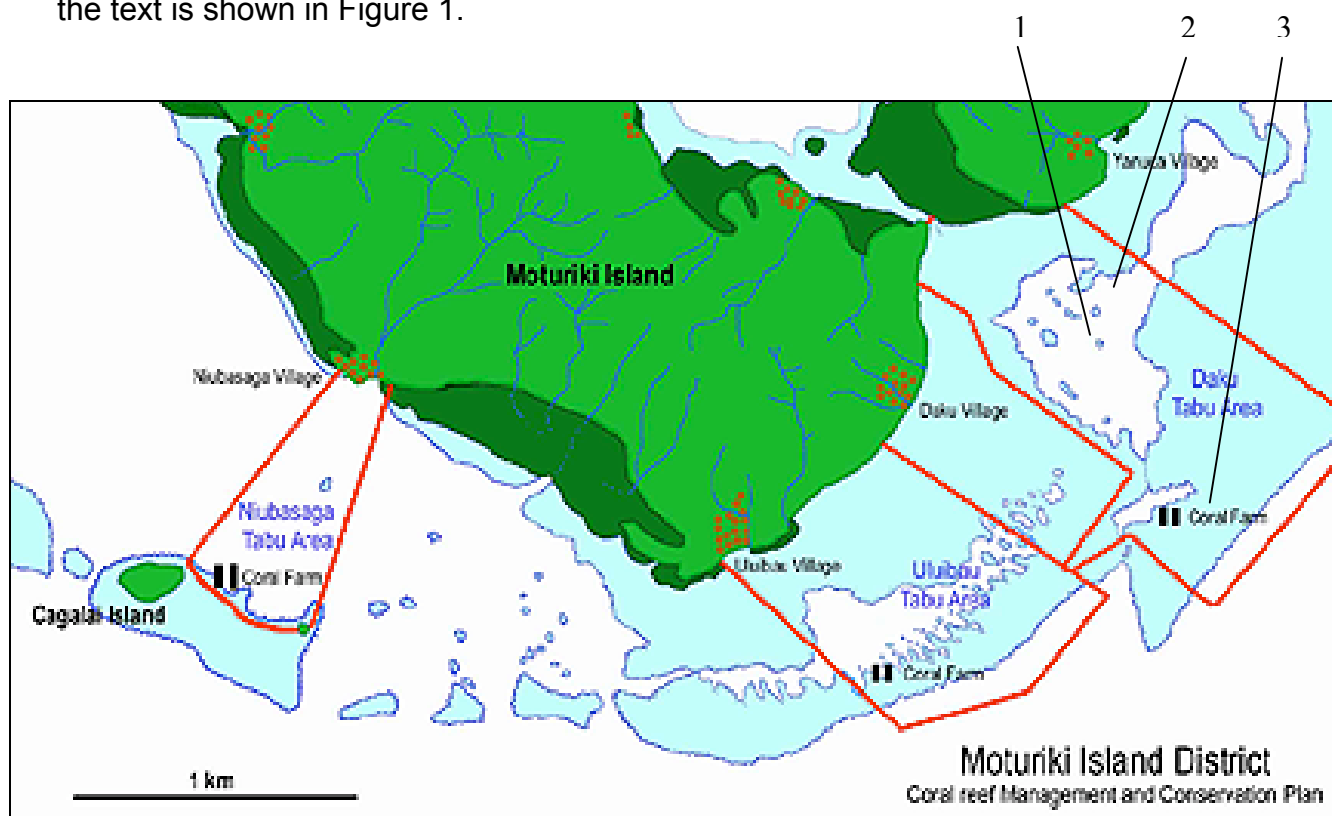 the text is shown in Figure 1.
1 2 3
Yanuca Village
Moturiki Island
Niubasaga Village
Daku
Tabu Area
Daku Village
Niubasaga
Tabu Area
Coral Farm
Coral Farm
Uluibau Village
Uluibau
Tabu Area
Cagalai Island
Coral Farm
Moturiki Island District
1 km
Coral reef Management and Conservation Plan